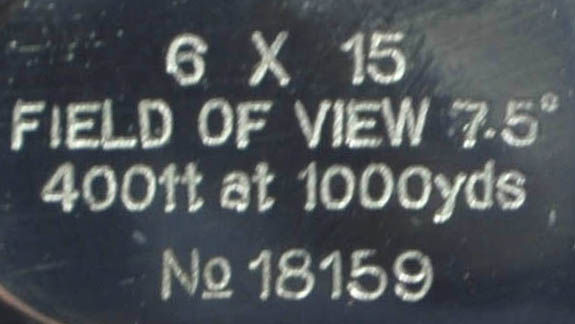 6 X 15
FIELD OF VIEW 7.5°
400ft at 1000yds
No 18159